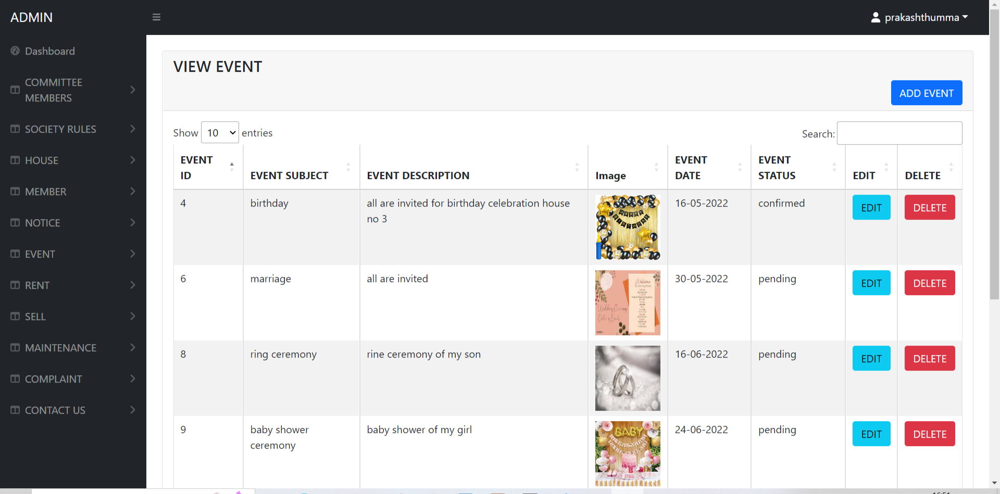 ADMIN
prakashthumma
Dashboard
COMMITTEE
MEMBERS
SOCIETY RULES
HOUSE
MEMBER
NOTICE
EVENT
RENT
SELL
MAINTENANCE
COMPLAINT
CONTACT US
VIEW EVENT
ADD EVENT
Show 10 entries
Search:
EVENT ID EVENT SUBJECT EVENT DESCRIPTION Image EVENT DATE EVENT STATUS EDIT DELETE
4 birthday all are invited for birthday celebration house 16-05-2022 confirmed EDIT DELETE
no 3
HAPPY
BIRTHDAY
6 marriage all are invited 30-05-2022 pending EDIT DELETE
Welcome
8 ring ceremony rine ceremony of my son 16-06-2022 pending EDIT DELETE
9 baby shower baby shower of my girl 24-06-2022 pending EDIT DELETE
ceremony
BABY